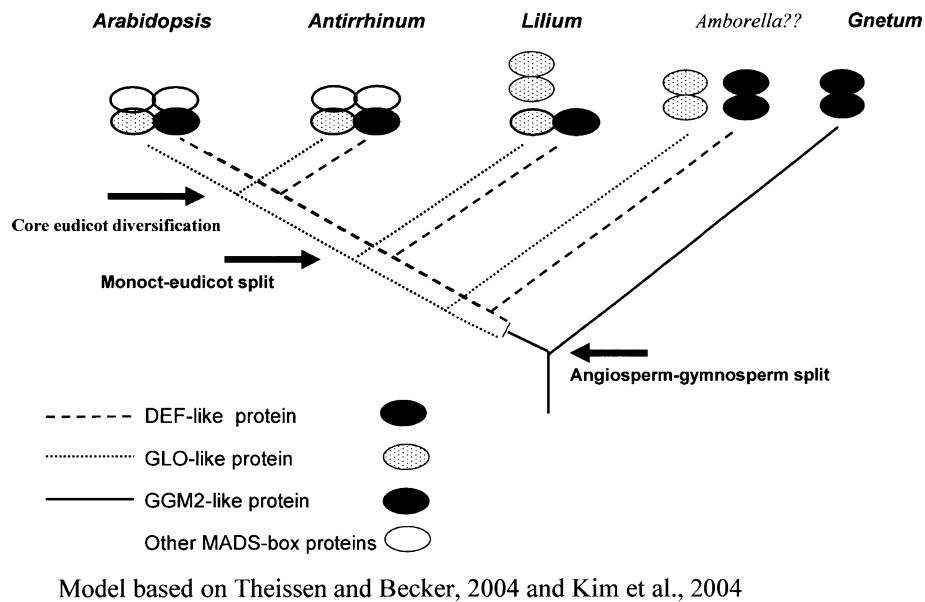 Arabidopsis Antirrhinum Lilium Amborella?? Gnetum
Core eudicot diversification
Monoct-eudicot split
Angiosperm-gymnosperm split
DEF-like protein
GLO-like protein
GGM2-like protein
Other MADS-box proteins
Model based on Theissen and Becker, 2004 and Kim et al., 2004